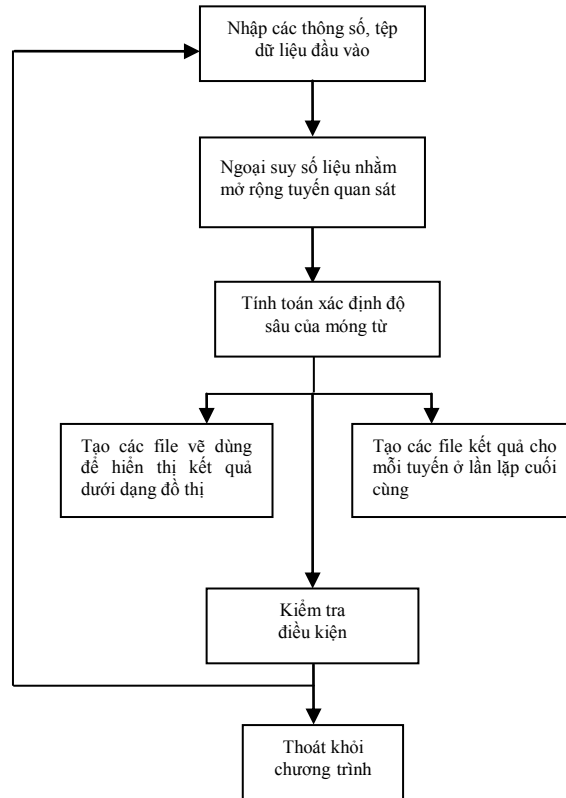 Nhập các thông số, tệp
dữ liệu đầu vào
Ngoại suy số liệu nhằm
mở rộng tuyến quan sát
Tính toán xác định độ
sâu của móng từ
Tạo các file vẽ dùng
để hiển thị kết quả
dưới dạng đồ thị
Tạo các file kết quả cho
mỗi tuyến ở lần lặp cuối
cùng
Kiểm tra
điều kiện
Thoát khỏi
chương trình